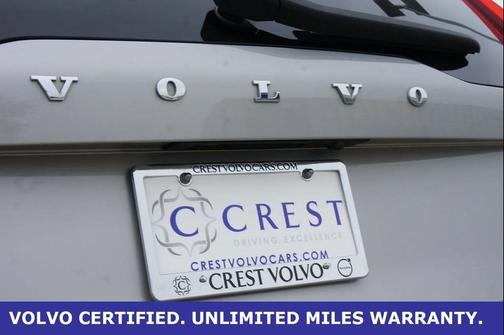 VOLVO
CRESTVOLVOCARS.COM
C CREST
DRIVING EXCELLENCE
CRESTVOLVOCARS.COM
C CREST VOLVO
VOLVO CERTIFIED. UNLIMITED MILES WARRANTY.